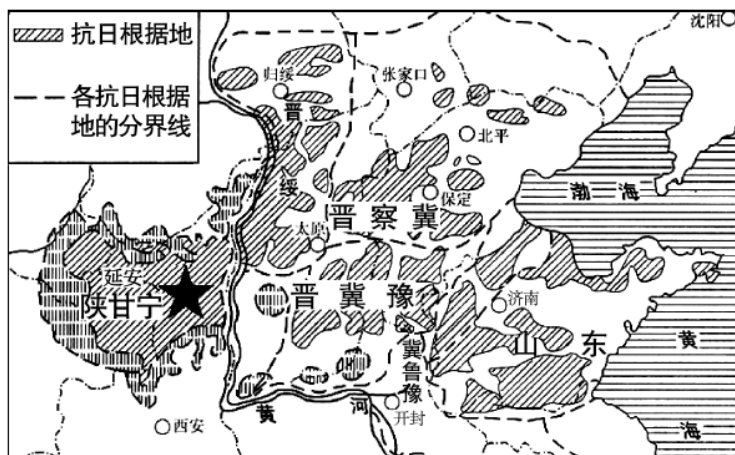 抗日根据地
各抗日根据
地的分界线
沈阳
归绥
张家口
晋
北平
绥
保定
渤海
晋察冀
太原
延安
陕甘宁
晋冀豫
济南
山东
冀鲁豫
黄
海
西安
黄河
开封